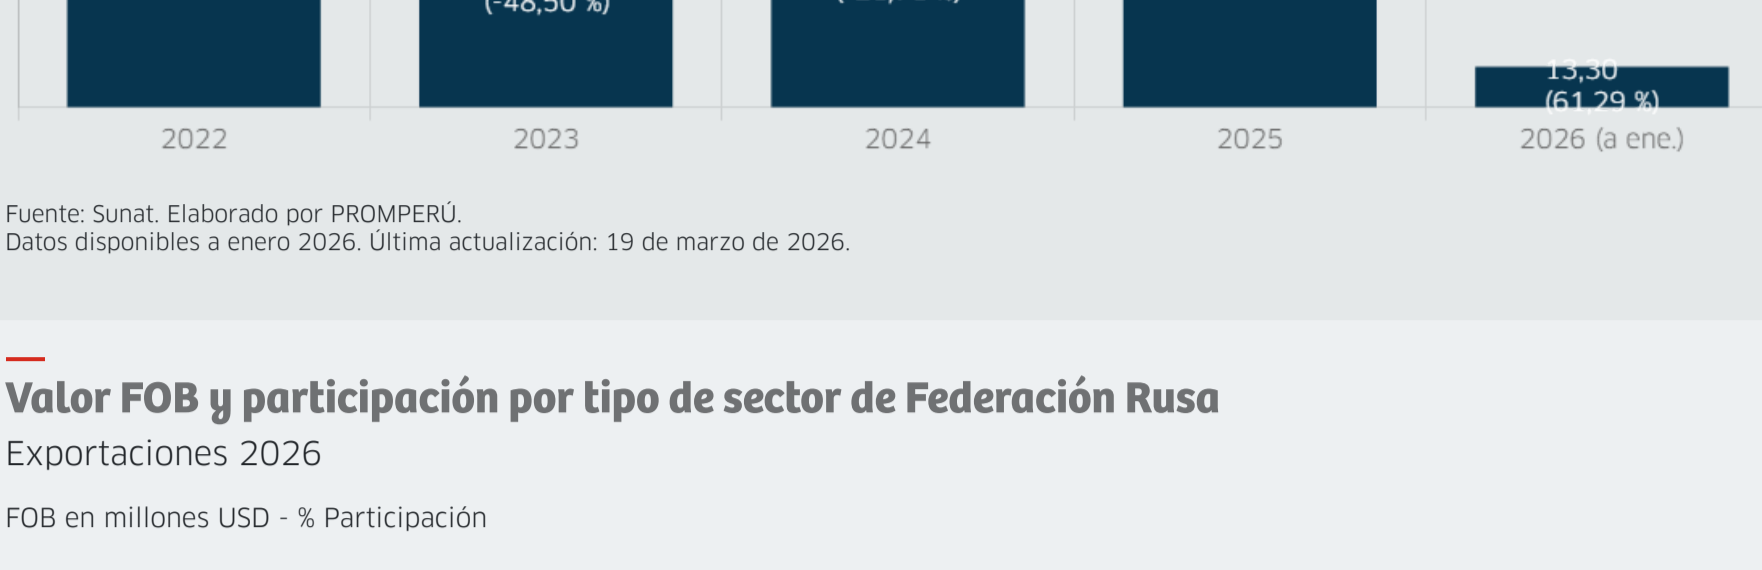 (-48,50 %)
13,30
(61,29 %)
2022
2023
2024
2025
2026 (a ene.)
Fuente: Sunat. Elaborado por PROMPERÚ.
Datos disponibles a enero 2026. Última actualización: 19 de marzo de 2026.
Valor FOB y participación por tipo de sector de Federación Rusa
Exportaciones 2026
FOB en millones USD - % Participación